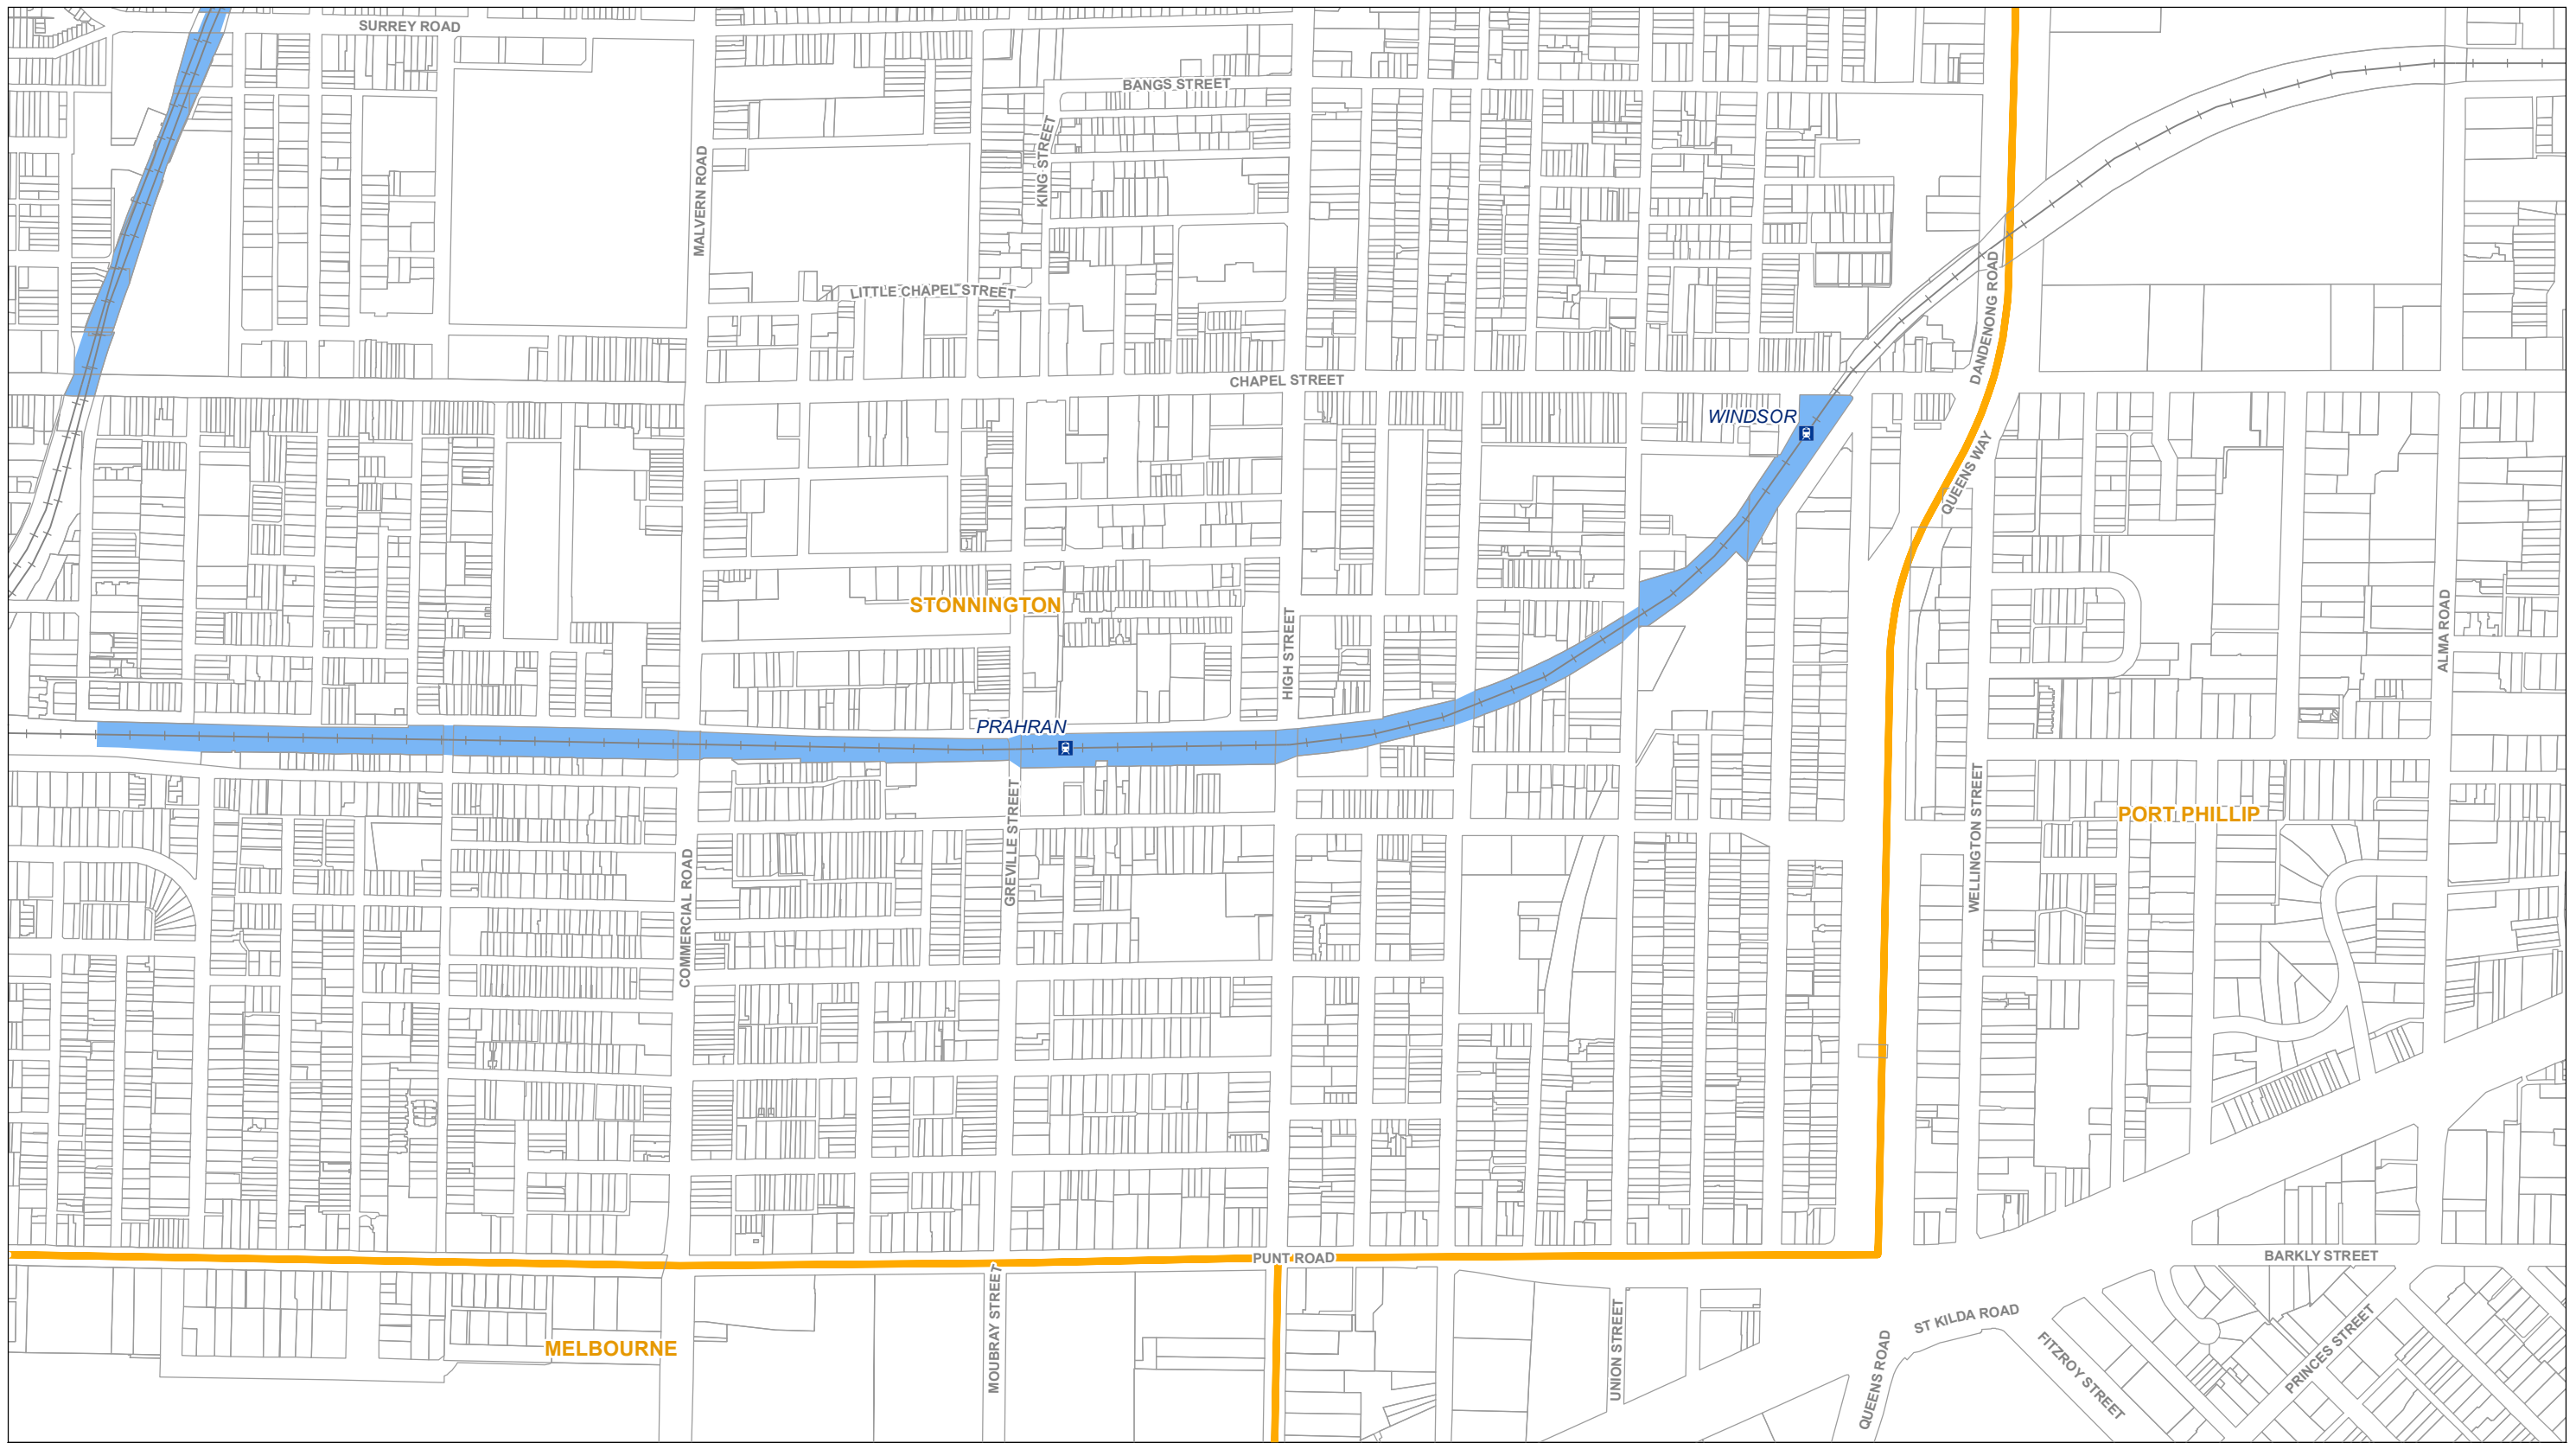 SURREY ROAD
BANGS STREET
KING STREET
MALVERN ROAD
LITTLE CHAPEL STREET
DANDENONG ROAD
CHAPEL STREET
WINDSOR
QUEENS WAY
STONNINGTON
HIGH STREET
ALMA ROAD
PRAHRAN
GREVILLE STREET
WELLINGTON STREET
PORT PHILLIP
COMMERCIAL ROAD
PUNT ROAD
BARKLY STREET
MOUBRAY STREET
MELBOURNE
UNION STREET
QUEENS ROAD
ST KILDA ROAD
FITZROY STREET
PRINCES STREET